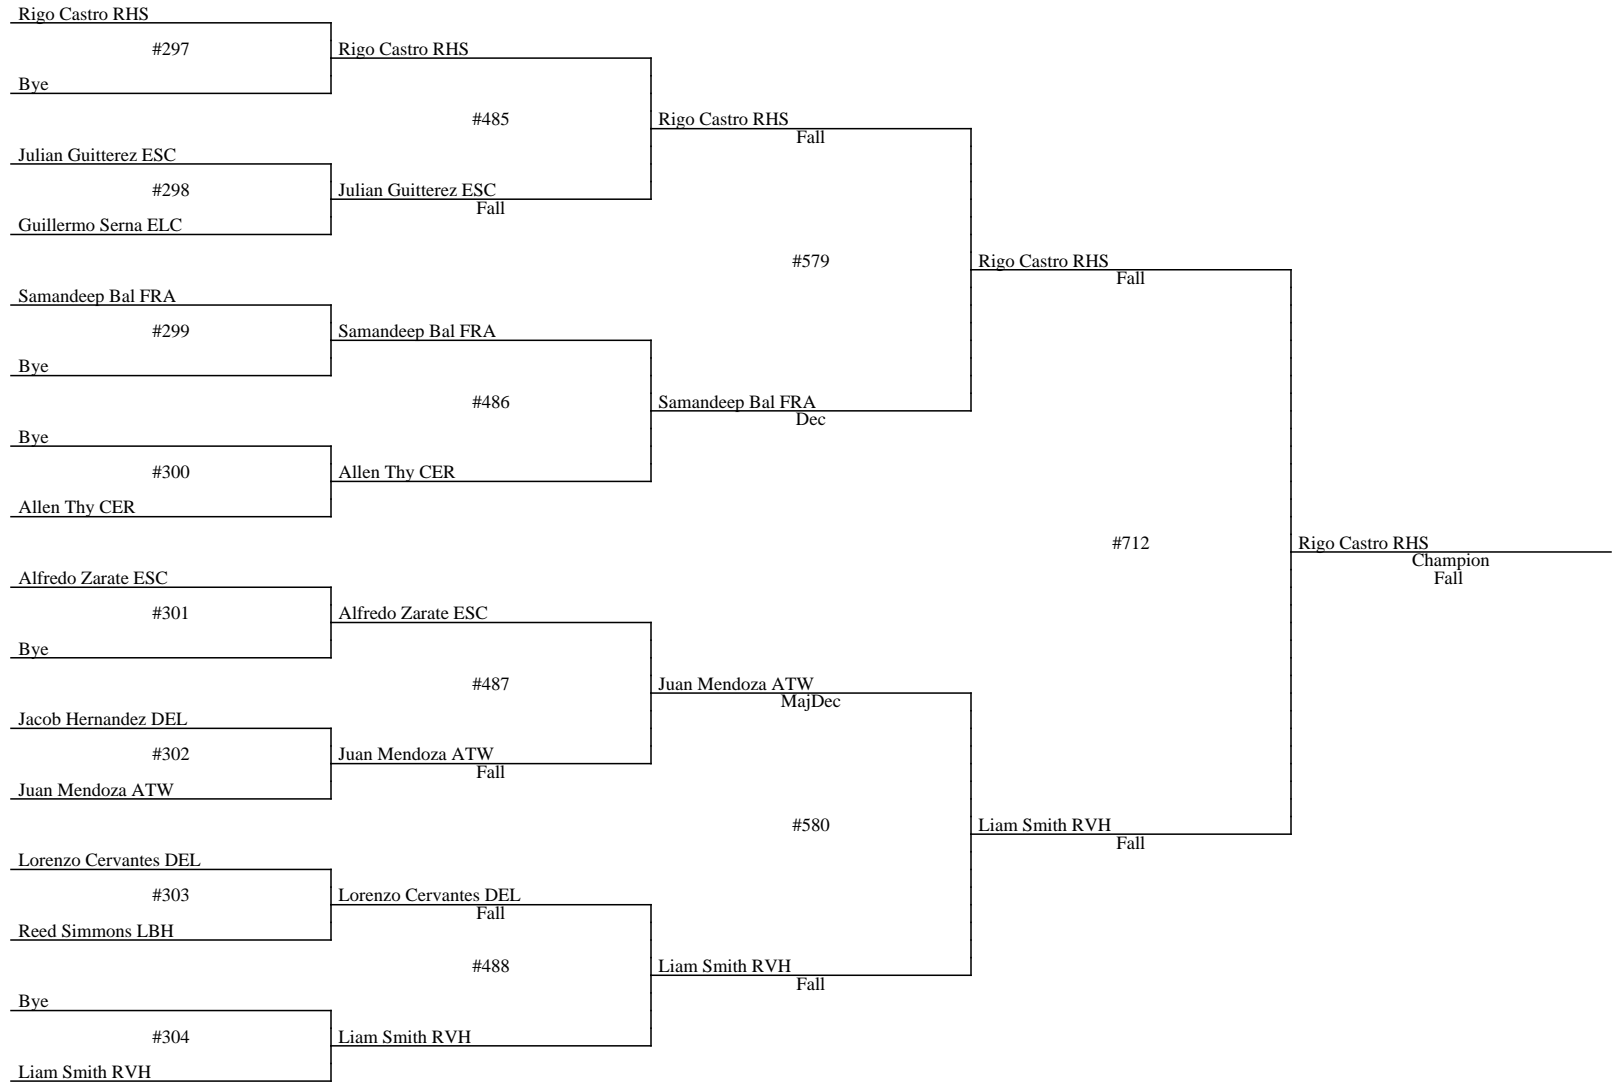 Rigo Castro RHS
#297
Rigo Castro RHS
Bye
#485
Rigo Castro RHS
Fall
Julian Guitterez ESC
#298
Julian Guitterez ESC
Fall
Guillermo Serna ELC
#579
Rigo Castro RHS
Fall
Samandeep Bal FRA
#299
Samandeep Bal FRA
Bye
#486
Samandeep Bal FRA
Dec
Bye
#300
Allen Thy CER
Allen Thy CER
#712
Rigo Castro RHS
Champion
Fall
Alfredo Zarate ESC
#301
Alfredo Zarate ESC
Bye
#487
Juan Mendoza ATW
MajDec
Jacob Hernandez DEL
#302
Juan Mendoza ATW
Fall
Juan Mendoza ATW
#580
Liam Smith RVH
Fall
Lorenzo Cervantes DEL
#303
Lorenzo Cervantes DEL
Fall
Reed Simmons LBH
#488
Liam Smith RVH
Fall
Bye
#304
Liam Smith RVH
Liam Smith RVH